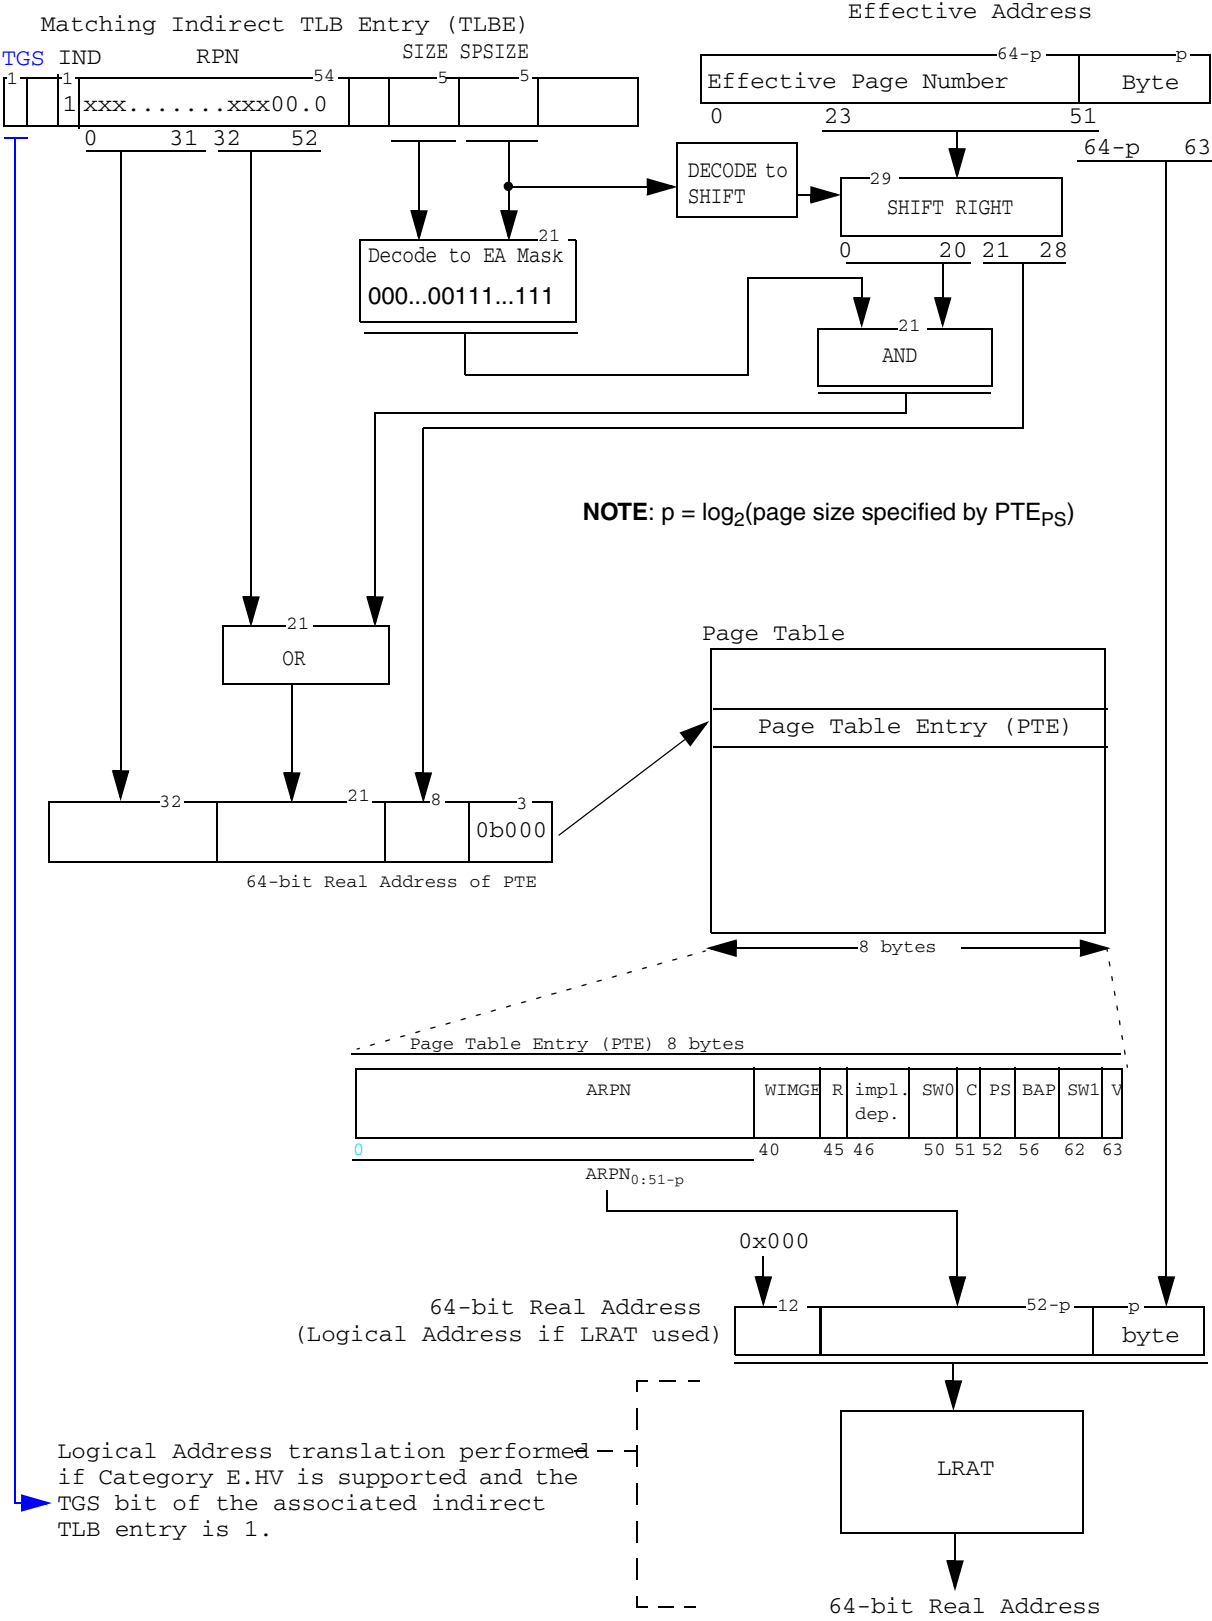 Effective Address
Matching Indirect TLB Entry (TLBE)
TGS IND RPN SIZE SPSIZE
1 1 54 5 5
1 xxx.......xxx00.0
0 31 32 52
64-p p
Effective Page Number Byte
0 23 51
64-p 63
DECODE to
SHIFT
29
SHIFT RIGHT
0 20 21 28
21
Decode to EA Mask
000...00111...111
21
AND
NOTE: p = log2(page size specified by PTEPS)
21
OR
Page Table
Page Table Entry (PTE)
32 21 8 3
0b000
64-bit Real Address of PTE
8 bytes
Page Table Entry (PTE) 8 bytes
ARPN WIMGE R impl. SW0 C PS BAP SW1 V
dep.
0 40 45 46 50 51 52 56 62 63
ARPN0:51-p
0x000
64-bit Real Address
(Logical Address if LRAT used)
12 52-p p
byte
LRAT
Logical Address translation performed
if Category E.HV is supported and the
TGS bit of the associated indirect
TLB entry is 1.
64-bit Real Address